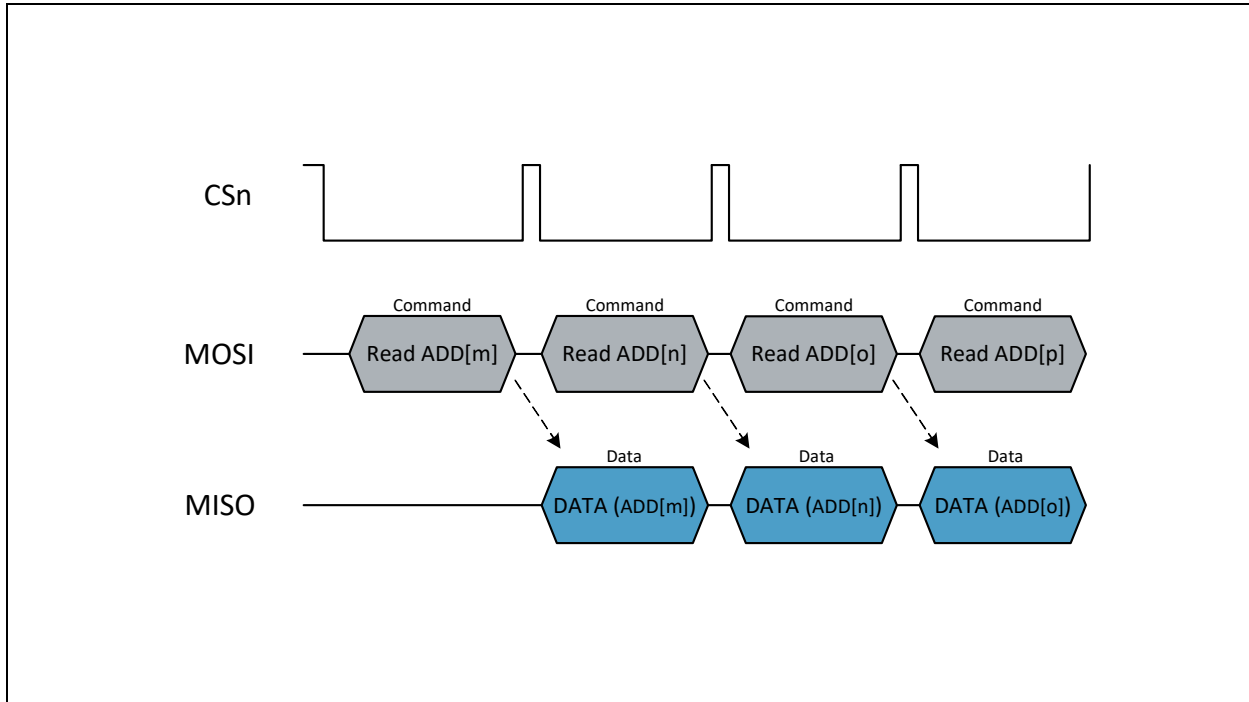 CSn
Command
Command
Command
Command
MOSI
Read ADD[m]
Read ADD[n]
Read ADD[o]
Read ADD[p]
Data
Data
Data
MISO
DATA (ADD[m])
DATA (ADD[n])
DATA (ADD[o])